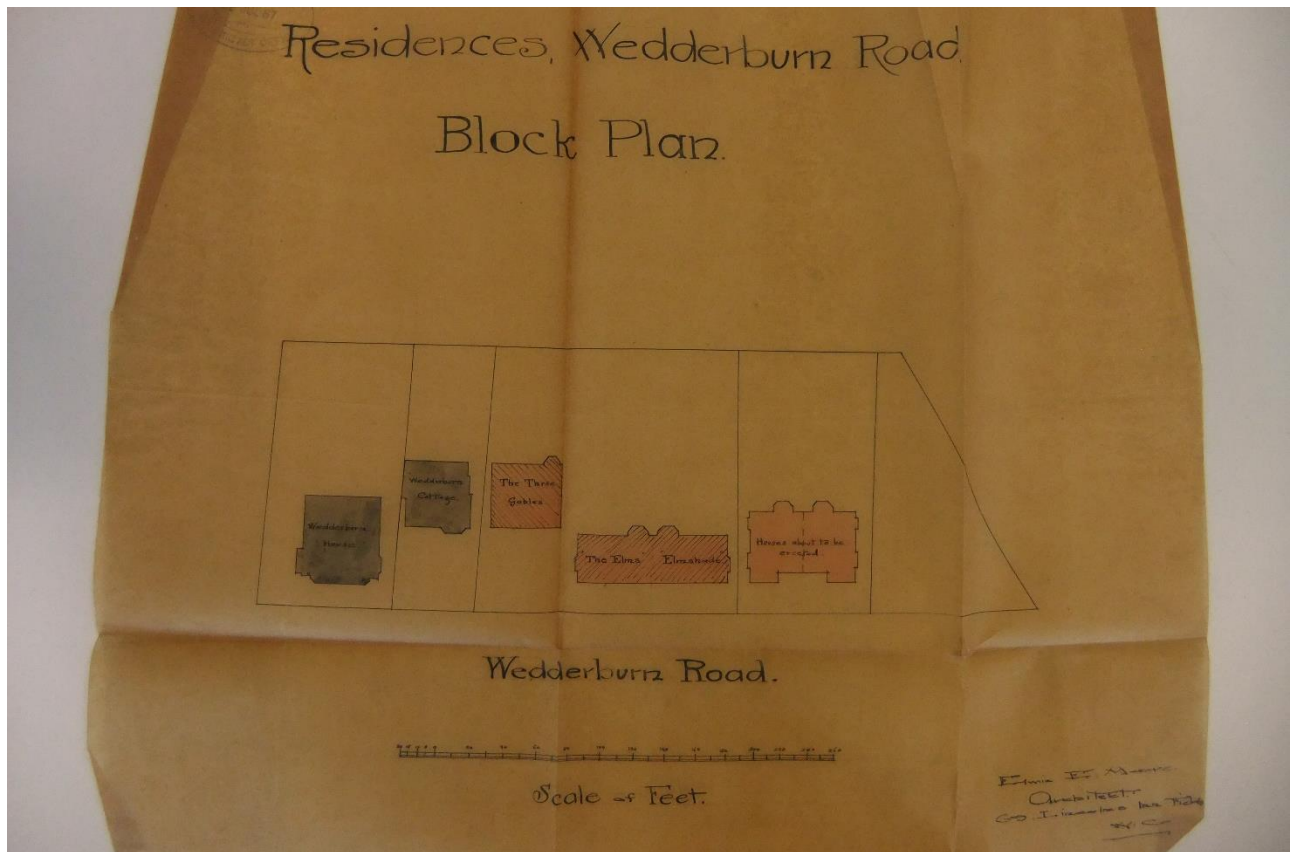 Residences, Wedderburn Road.
Block Plan.
Wedderburn
House
Wedderburn
Cottage
The Three
Gables
The Elms
Elmshade
Houses about to be
erected.
Wedderburn Road.
Scale of Feet.
Architect